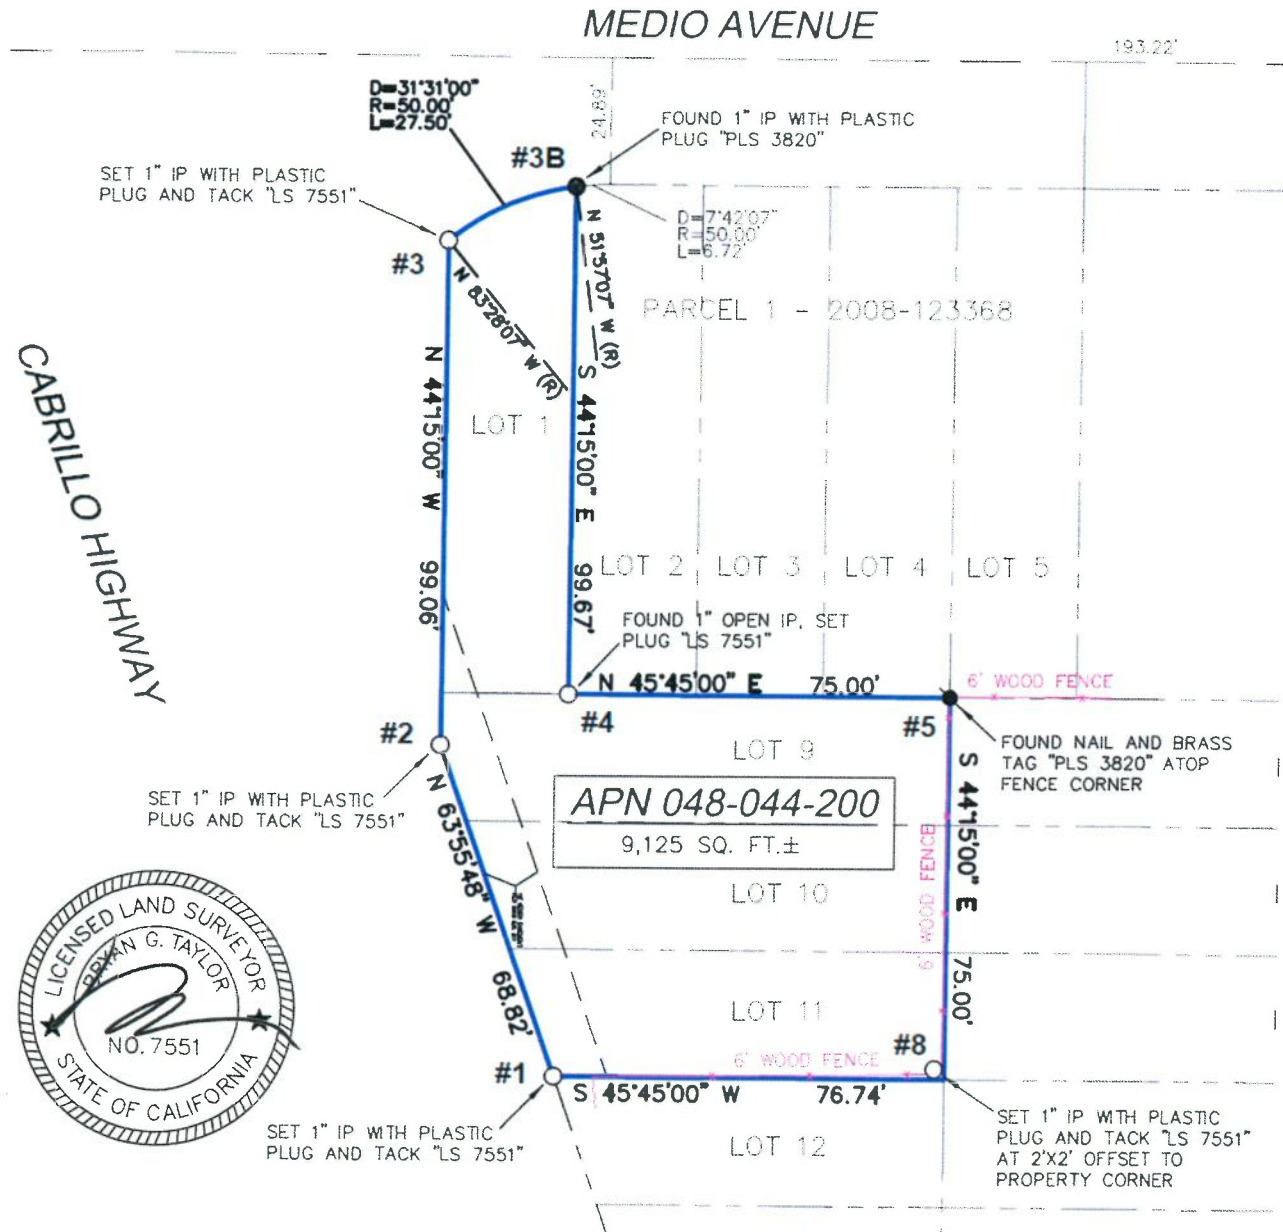 MEDIO AVENUE
193.22'
D=31°31'00"
R=50.00'
L=27.50'
24.89'
FOUND 1" IP WITH PLASTIC
PLUG "PLS 3820"
#3B
SET 1" IP WITH PLASTIC
PLUG AND TACK "LS 7551"
#3
D=7°42'07"
R=50.00'
L=6.72'
N 51°57'07" W (R)
N 83°28'07" W (R)
PARCEL 1 - 2008-123368
CABRILLO HIGHWAY
N 44°15'00" W 99.06'
S 44°15'00" E 99.67'
LOT 1
LOT 2
LOT 3
LOT 4
LOT 5
FOUND 1" OPEN IP, SET
PLUG "LS 7551"
N 45°45'00" E 75.00'
6' WOOD FENCE
#4
#5
#2
LOT 9
FOUND NAIL AND BRASS
TAG "PLS 3820" ATOP
FENCE CORNER
SET 1" IP WITH PLASTIC
PLUG AND TACK "LS 7551"
APN 048-044-200
9,125 SQ. FT.±
N 63°55'48" W 68.82'
S 44°15'00" E 75.00'
6' WOOD FENCE
LOT 10
LICENSED LAND SURVEYOR
BRYAN G. TAYLOR
NO. 7551
STATE OF CALIFORNIA
LOT 11
6' WOOD FENCE
#8
#1
S 45°45'00" W 76.74'
SET 1" IP WITH PLASTIC
PLUG AND TACK "LS 7551"
AT 2'X2' OFFSET TO
PROPERTY CORNER
SET 1" IP WITH PLASTIC
PLUG AND TACK "LS 7551"
LOT 12